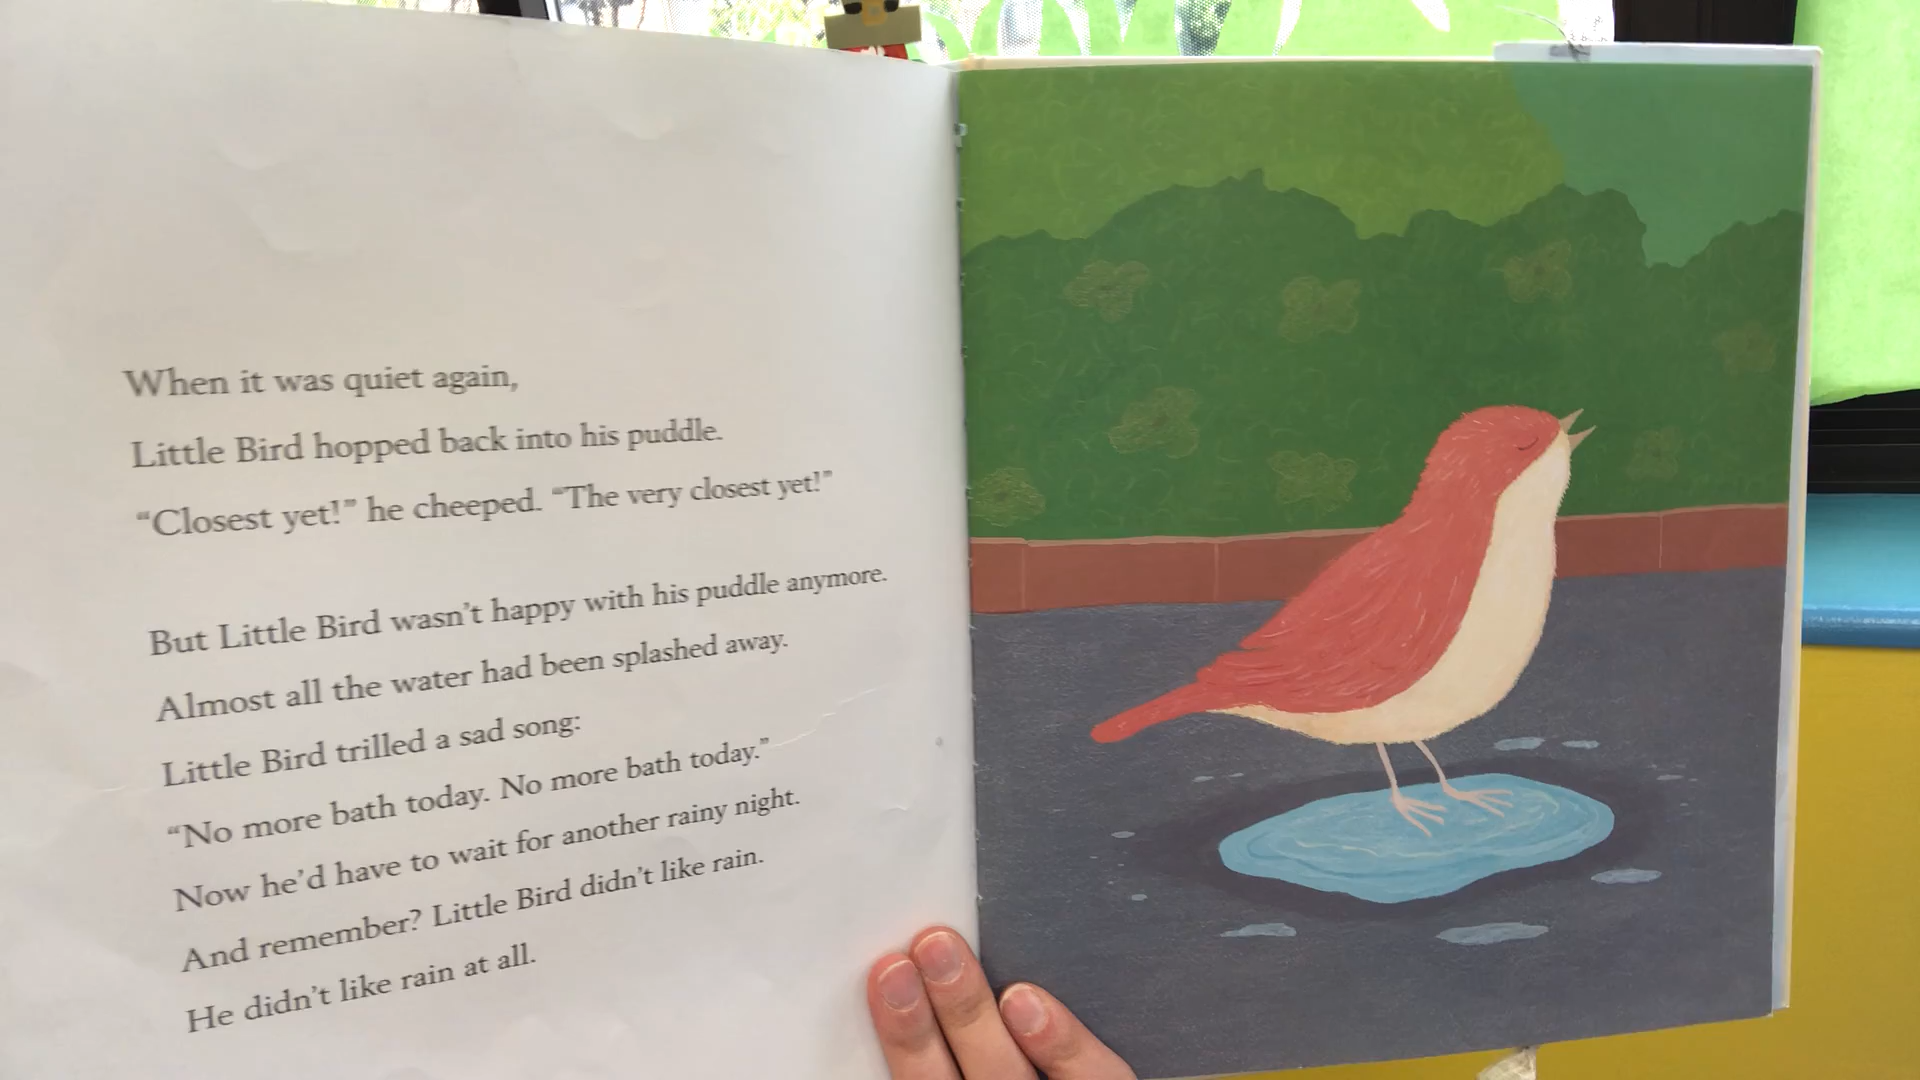 When it was quiet again,
Little Bird hopped back into his puddle.
“Closest yet!” he cheeped. “The very closest yet!”
But Little Bird wasn’t happy with his puddle anymore.
Almost all the water had been splashed away.
Little Bird trilled a sad song:
“No more bath today. No more bath today.”
Now he’d have to wait for another rainy night.
And remember? Little Bird didn’t like rain.
He didn’t like rain at all.